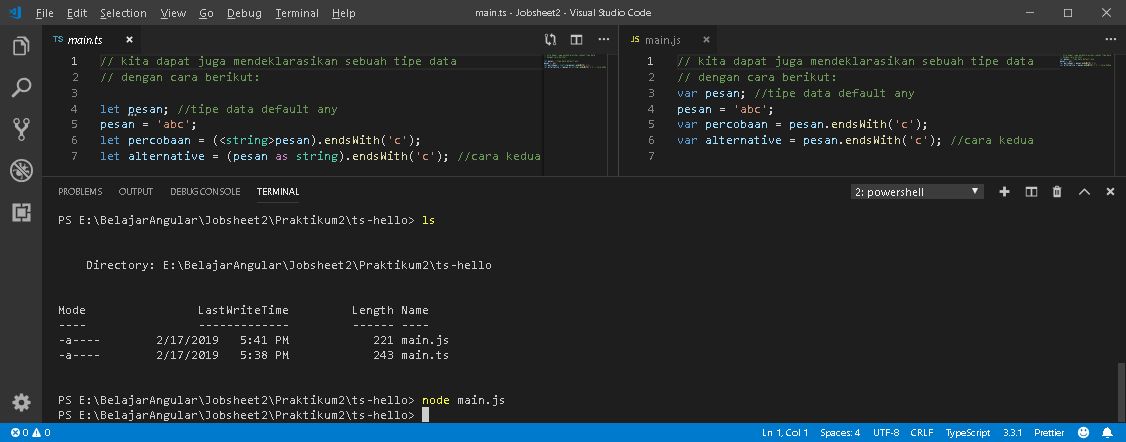 File Edit Selection View Go Debug Terminal Help main.ts - Jobsheet2 - Visual Studio Code
TS main.ts
1 // kita dapat juga mendeklarasikan sebuah tipe data
2 // dengan cara berikut:
3
4 let pesan; //tipe data default any
5 pesan = 'abc';
6 let percobaan = (<string>pesan).endsWith('c');
7 let alternative = (pesan as string).endsWith('c'); //cara kedua
JS main.js
1 // kita dapat juga mendeklarasikan sebuah tipe data
2 // dengan cara berikut:
3 var pesan; //tipe data default any
4 pesan = 'abc';
5 var percobaan = pesan.endsWith('c');
6 var alternative = pesan.endsWith('c'); //cara kedua
7
PROBLEMS OUTPUT DEBUG CONSOLE TERMINAL 2: powershell
PS E:\BelajarAngular\Jobsheet2\Praktikum2\ts-hello> ls
Directory: E:\BelajarAngular\Jobsheet2\Praktikum2\ts-hello
Mode LastWriteTime Length Name
---- ------------- ------ ----
-a---- 2/17/2019 5:41 PM 221 main.js
-a---- 2/17/2019 5:38 PM 243 main.ts
PS E:\BelajarAngular\Jobsheet2\Praktikum2\ts-hello> node main.js
PS E:\BelajarAngular\Jobsheet2\Praktikum2\ts-hello>
0 0 Ln 1, Col 1 Spaces: 4 UTF-8 CRLF TypeScript 3.3.1 Prettier